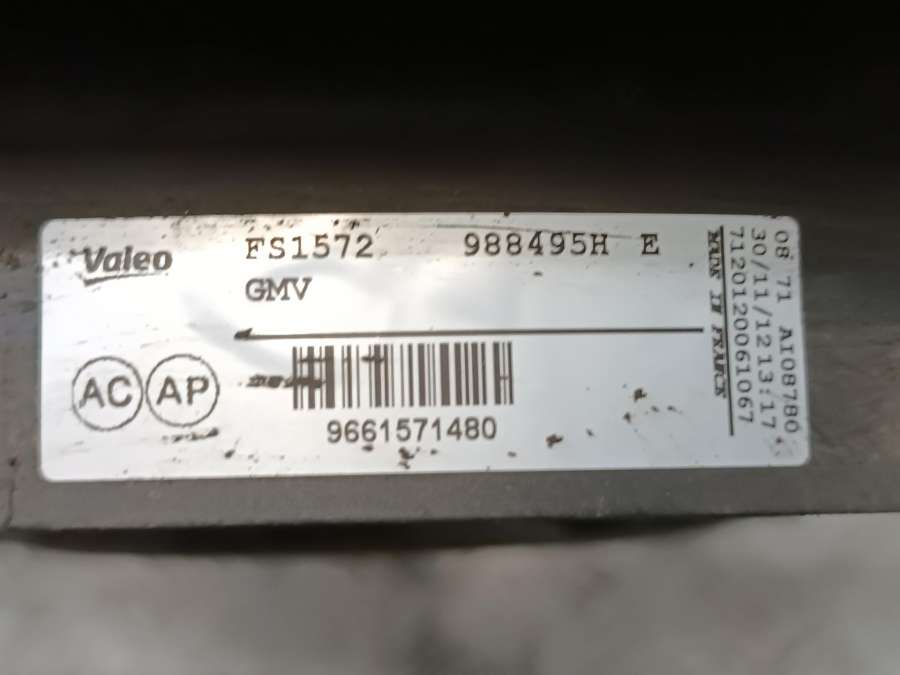 Valeo
FS1572 988495H E
GMV
AC AP
9661571480
08 71 AI08780
30/11/1213:17
7120120061067
MADE IN FRANCE